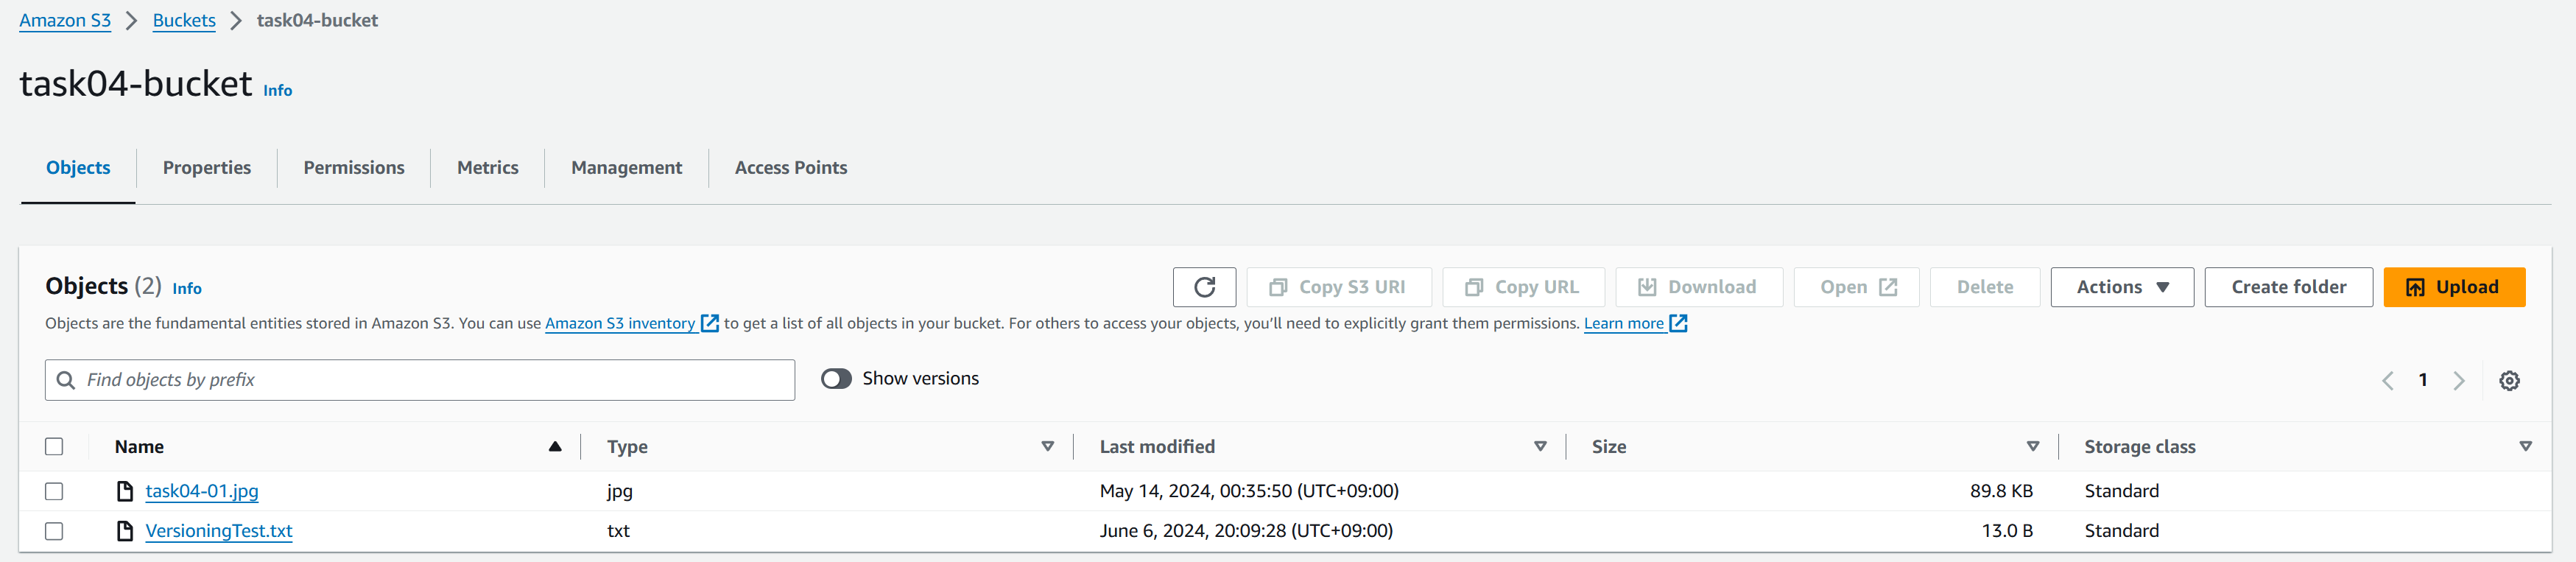 Amazon S3 > Buckets > task04-bucket
task04-bucket Info
Objects Properties Permissions Metrics Management Access Points
Objects (2) Info Copy S3 URI Copy URL Download Open Delete Actions Create folder Upload
Objects are the fundamental entities stored in Amazon S3. You can use Amazon S3 inventory to get a list of all objects in your bucket. For others to access your objects, you'll need to explicitly grant them permissions. Learn more
Find objects by prefix Show versions 1
Name Type Last modified Size Storage class
task04-01.jpg jpg May 14, 2024, 00:35:50 (UTC+09:00) 89.8 KB Standard
VersioningTest.txt txt June 6, 2024, 20:09:28 (UTC+09:00) 13.0 B Standard